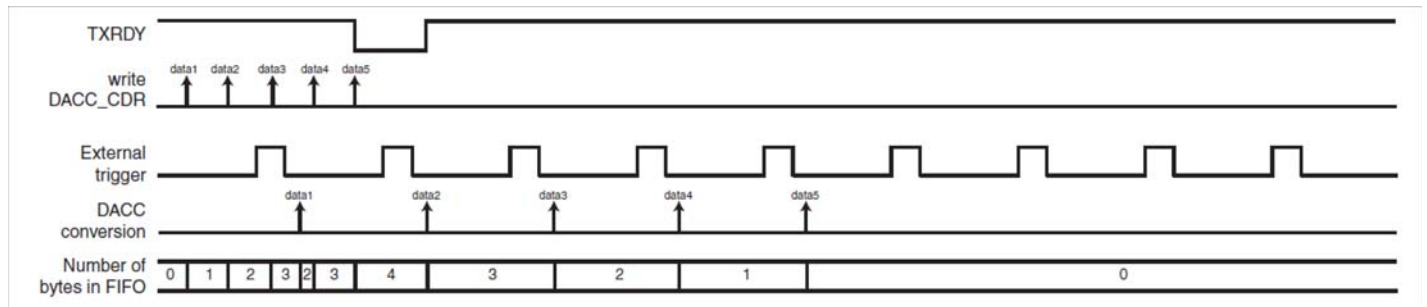 TXRDY
data1 data2 data3 data4 data5
write
DACC_CDR
External
trigger
data1 data2 data3 data4 data5
DACC
conversion
Number of
bytes in FIFO
0 1 2 3 2 3 4 3 2 1 0